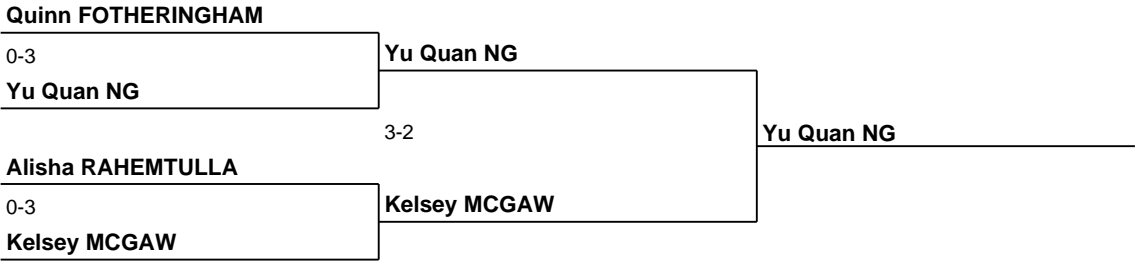 Quinn FOTHERINGHAM
0-3
Yu Quan NG
Yu Quan NG
3-2
Yu Quan NG
Alisha RAHEMTULLA
0-3
Kelsey MCGAW
Kelsey MCGAW